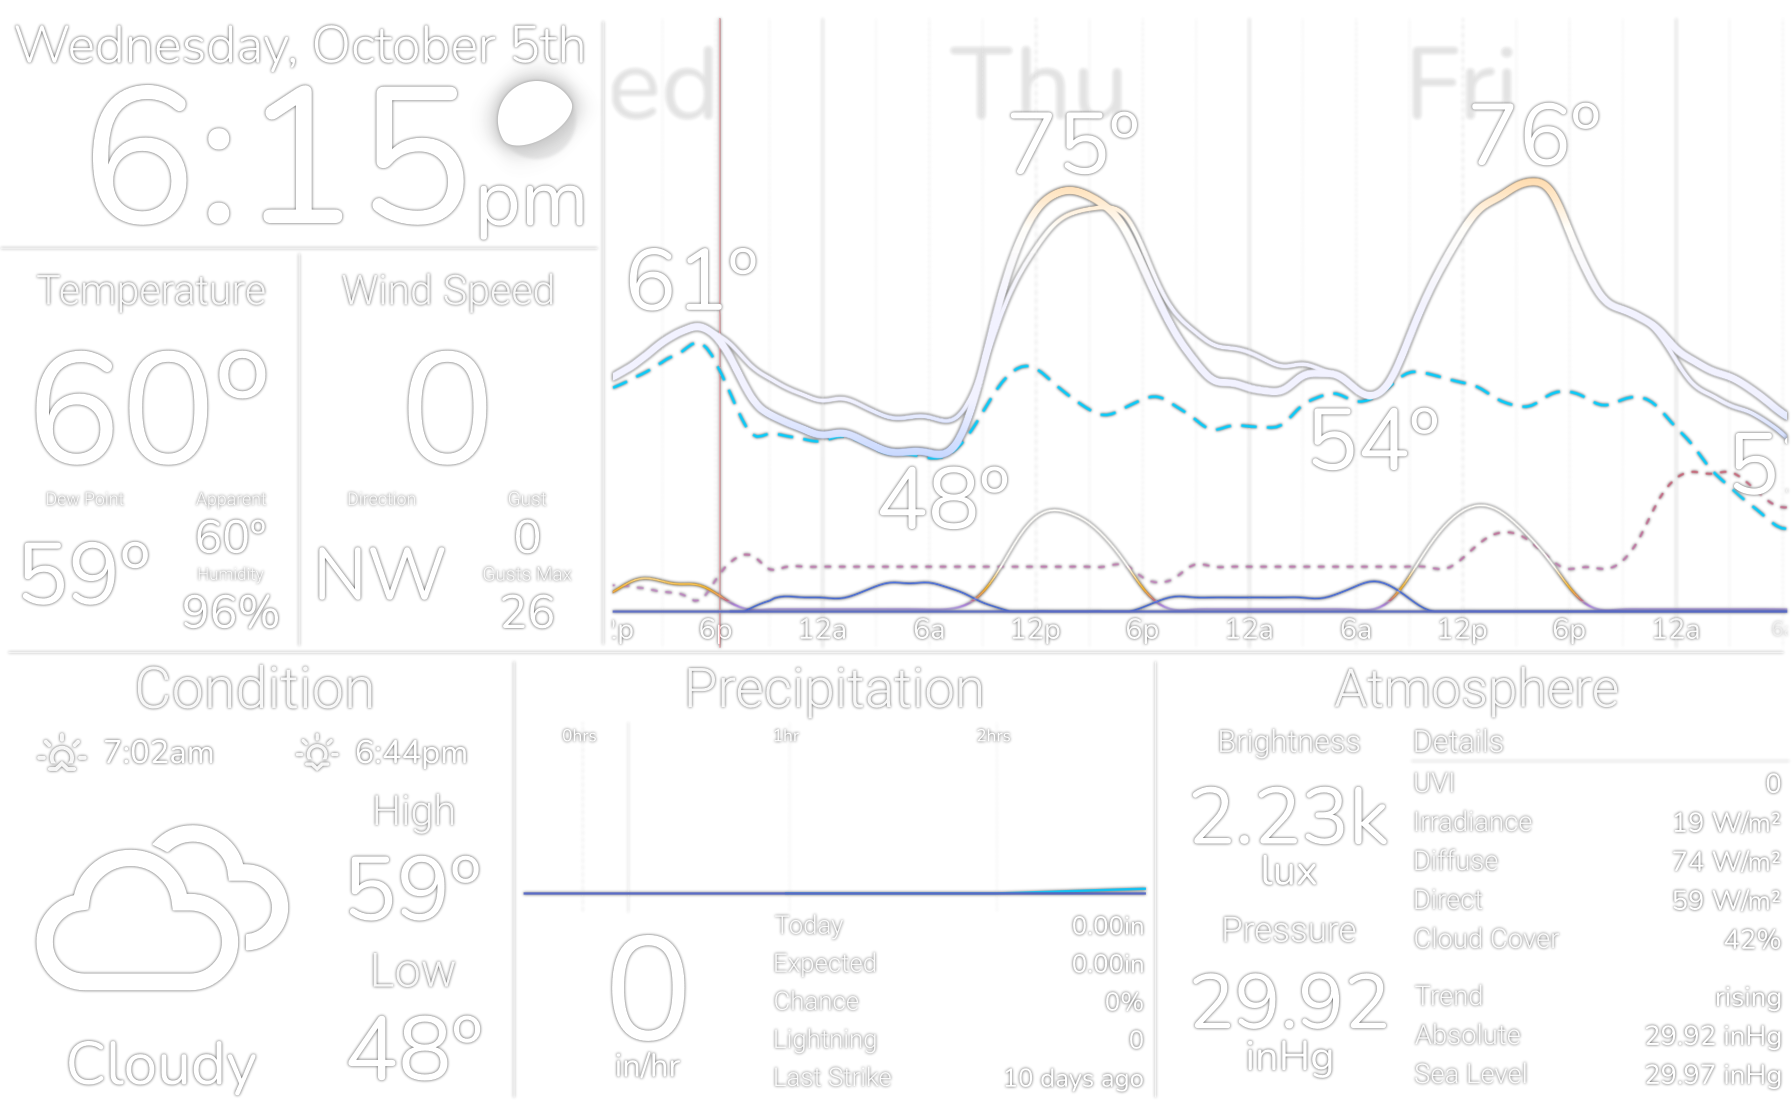 Wednesday, October 5th
6:15 pm
Temperature
60°
Dew Point
59°
Apparent
60°
Humidity
96%
Wind Speed
0
Direction
NW
Gust
0
Gusts Max
26
ed Thu Fri
61° 75° 76°
48° 54° 5
6p 12a 6a 12p 6p 12a 6a 12p 6p 12a
Condition
7:02am 6:44pm
High
59°
Low
48°
Cloudy
Precipitation
0hrs 1hr 2hrs
0
in/hr
Today 0.00in
Expected 0.00in
Chance 0%
Lightning 0
Last Strike 10 days ago
Atmosphere
Brightness
2.23k
lux
Pressure
29.92
inHg
Details
UVI 0
Irradiance 19 W/m²
Diffuse 74 W/m²
Direct 59 W/m²
Cloud Cover 42%
Trend rising
Absolute 29.92 inHg
Sea Level 29.97 inHg